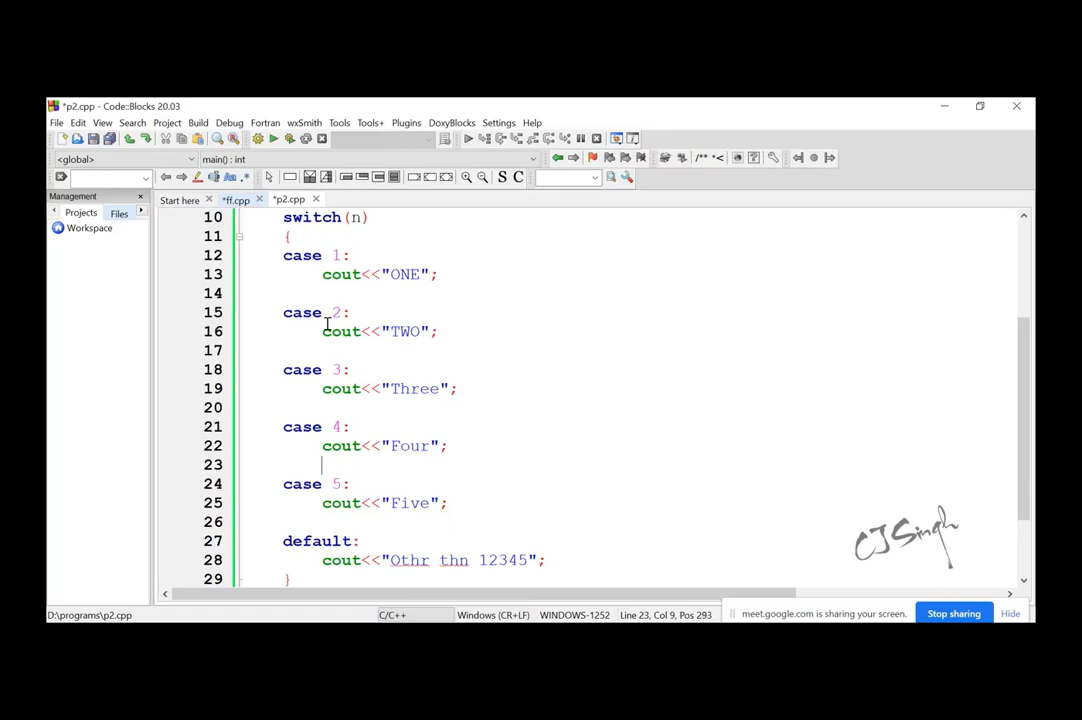 *p2.cpp - Code::Blocks 20.03
File Edit View Search Project Build Debug Fortran wxSmith Tools Tools+ Plugins DoxyBlocks Settings Help
<global> main() : int
/** *<
S C
Management
Start here *ff.cpp *p2.cpp
Projects Files
Workspace
10 switch(n)
11 {
12 case 1:
13 cout<<"ONE";
14
15 case 2:
16 cout<<"TWO";
17
18 case 3:
19 cout<<"Three";
20
21 case 4:
22 cout<<"Four";
23
24 case 5:
25 cout<<"Five";
26
27 default:
28 cout<<"Othr thn 12345";
29 }
CJSingh
D:\programs\p2.cpp C/C++ Windows (CR+LF) WINDOWS-1252 Line 23, Col 9, Pos 293
meet.google.com is sharing your screen. Stop sharing Hide